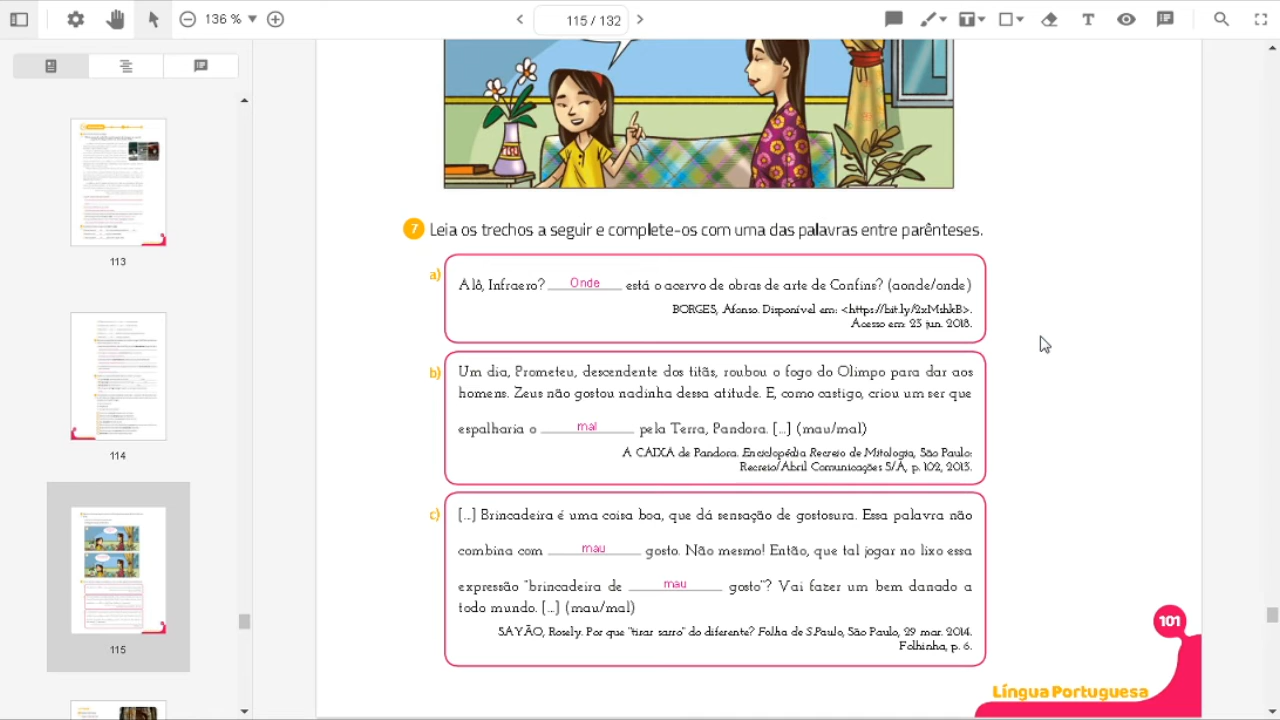 136 %
115 / 132
7 Leia os trechos a seguir e complete-os com uma das palavras entre parênteses.
a)
Alô, Infraero? Onde está o acervo de obras de arte de Confins? (aonde/onde)
BORGES, Afonso. Disponível em: <https://bit.ly/2xMshkB>.
Acesso em: 23 jun. 2018.
b)
Um dia, Prometeu, descendente dos titãs, roubou o fogo do Olimpo para dar aos
homens. Zeus não gostou nadinha dessa atitude. E, como castigo, criou um ser que
espalharia o mal pela Terra, Pandora. [...] (mau/mal)
A CAIXA de Pandora. Enciclopédia Recreio de Mitologia, São Paulo:
Recreio/Abril Comunicações S/A, p. 102, 2013.
c)
[...] Brincadeira é uma coisa boa, que dá sensação de gostosura. Essa palavra não
combina com mau gosto. Não mesmo! Então, que tal jogar no lixo essa
expressão "brincadeira de mau gosto"? Vai fazer um bem danado a
todo mundo. [...] (mau/mal)
SAYÃO, Rosely. Por que "tirar sarro" do diferente? Folha de S.Paulo, São Paulo, 29 mar. 2014.
Folhinha, p. 6.
101
Língua Portuguesa
113
114
115